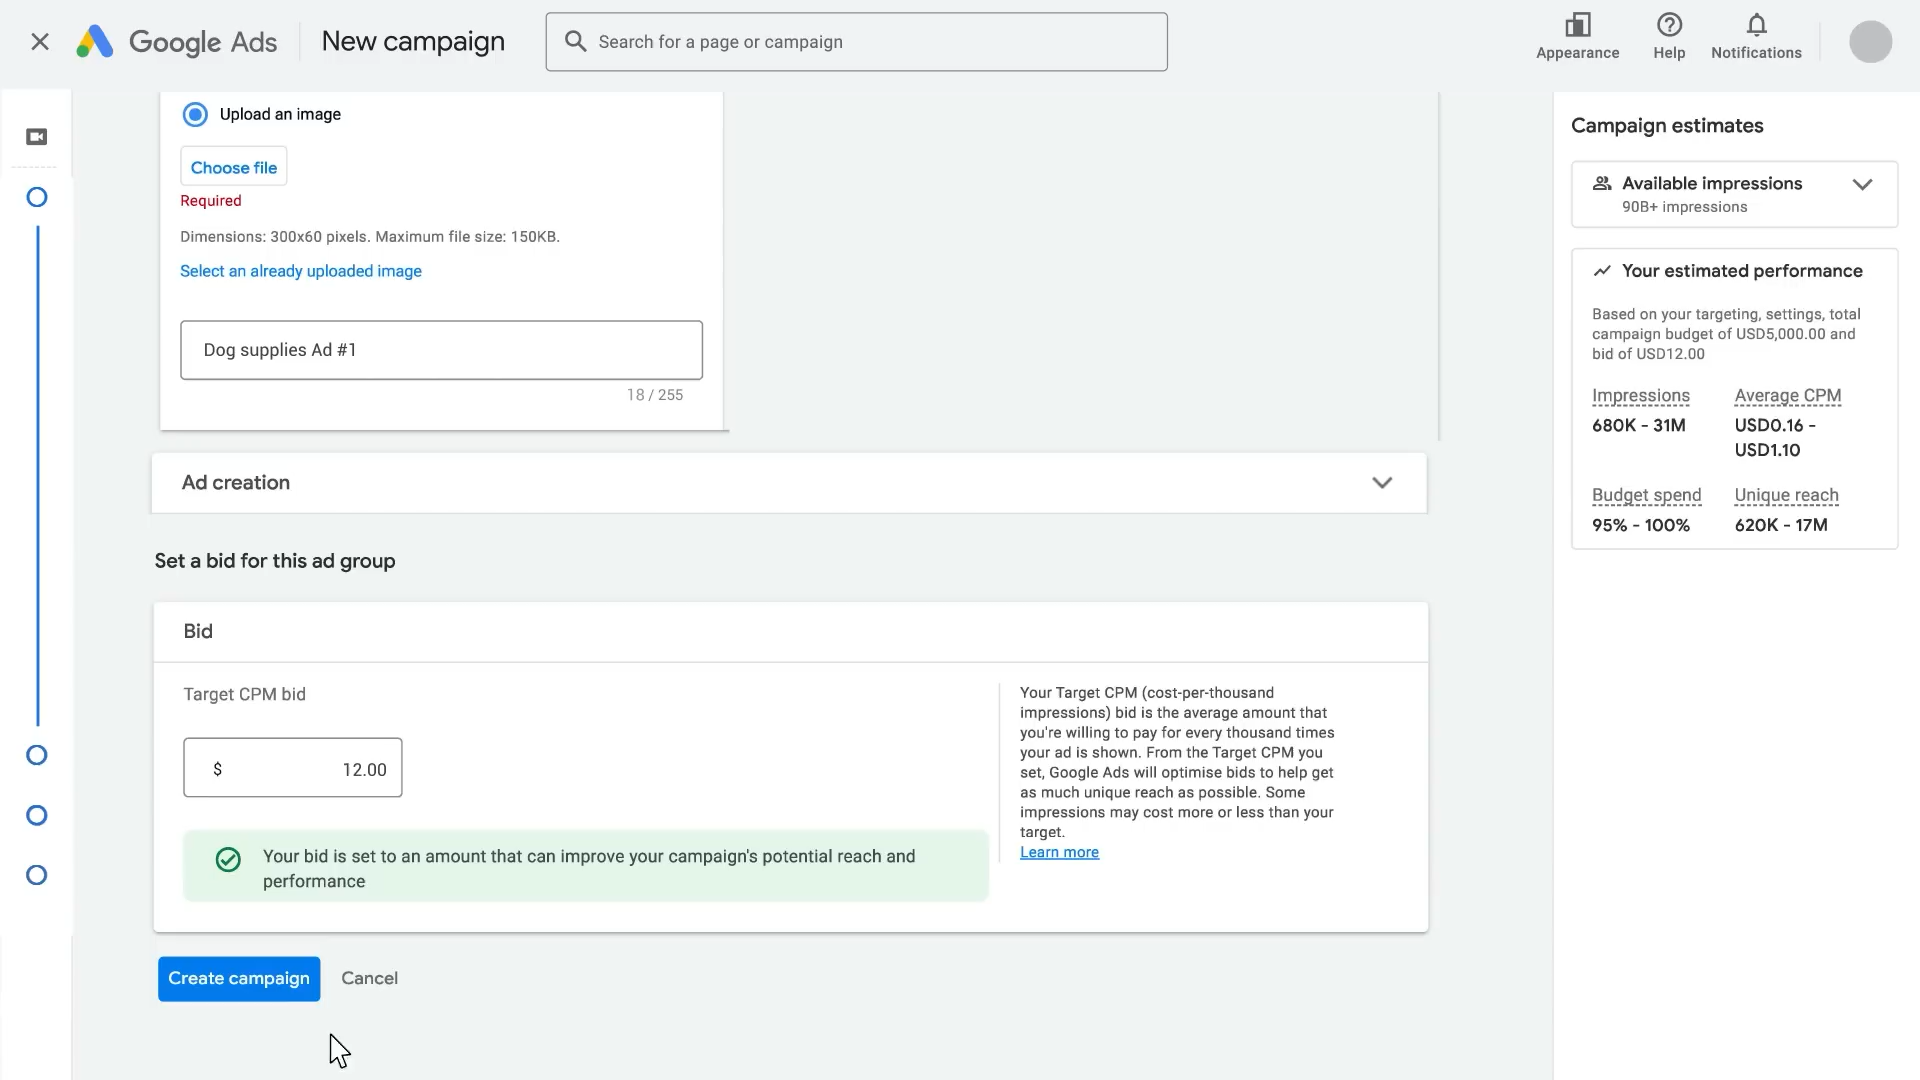 Google Ads
New campaign
Search for a page or campaign
Appearance
Help
Notifications
Upload an image
Choose file
Required
Dimensions: 300x60 pixels. Maximum file size: 150KB.
Select an already uploaded image
Dog supplies Ad #1
18 / 255
Ad creation
Set a bid for this ad group
Bid
Target CPM bid
$ 12.00
Your bid is set to an amount that can improve your campaign's potential reach and
performance
Your Target CPM (cost-per-thousand
impressions) bid is the average amount that
you're willing to pay for every thousand times
your ad is shown. From the Target CPM you
set, Google Ads will optimise bids to help get
as much unique reach as possible. Some
impressions may cost more or less than your
target.
Learn more
Create campaign
Cancel
Campaign estimates
Available impressions
90B+ impressions
Your estimated performance
Based on your targeting, settings, total
campaign budget of USD5,000.00 and
bid of USD12.00
Impressions
680K - 31M
Average CPM
USD0.16 -
USD1.10
Budget spend
95% - 100%
Unique reach
620K - 17M